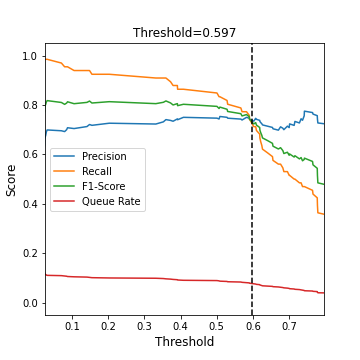 Threshold=0.597
Score
1.0
0.8
0.6
0.4
0.2
0.0
Precision
Recall
F1-Score
Queue Rate
0.1 0.2 0.3 0.4 0.5 0.6 0.7
Threshold